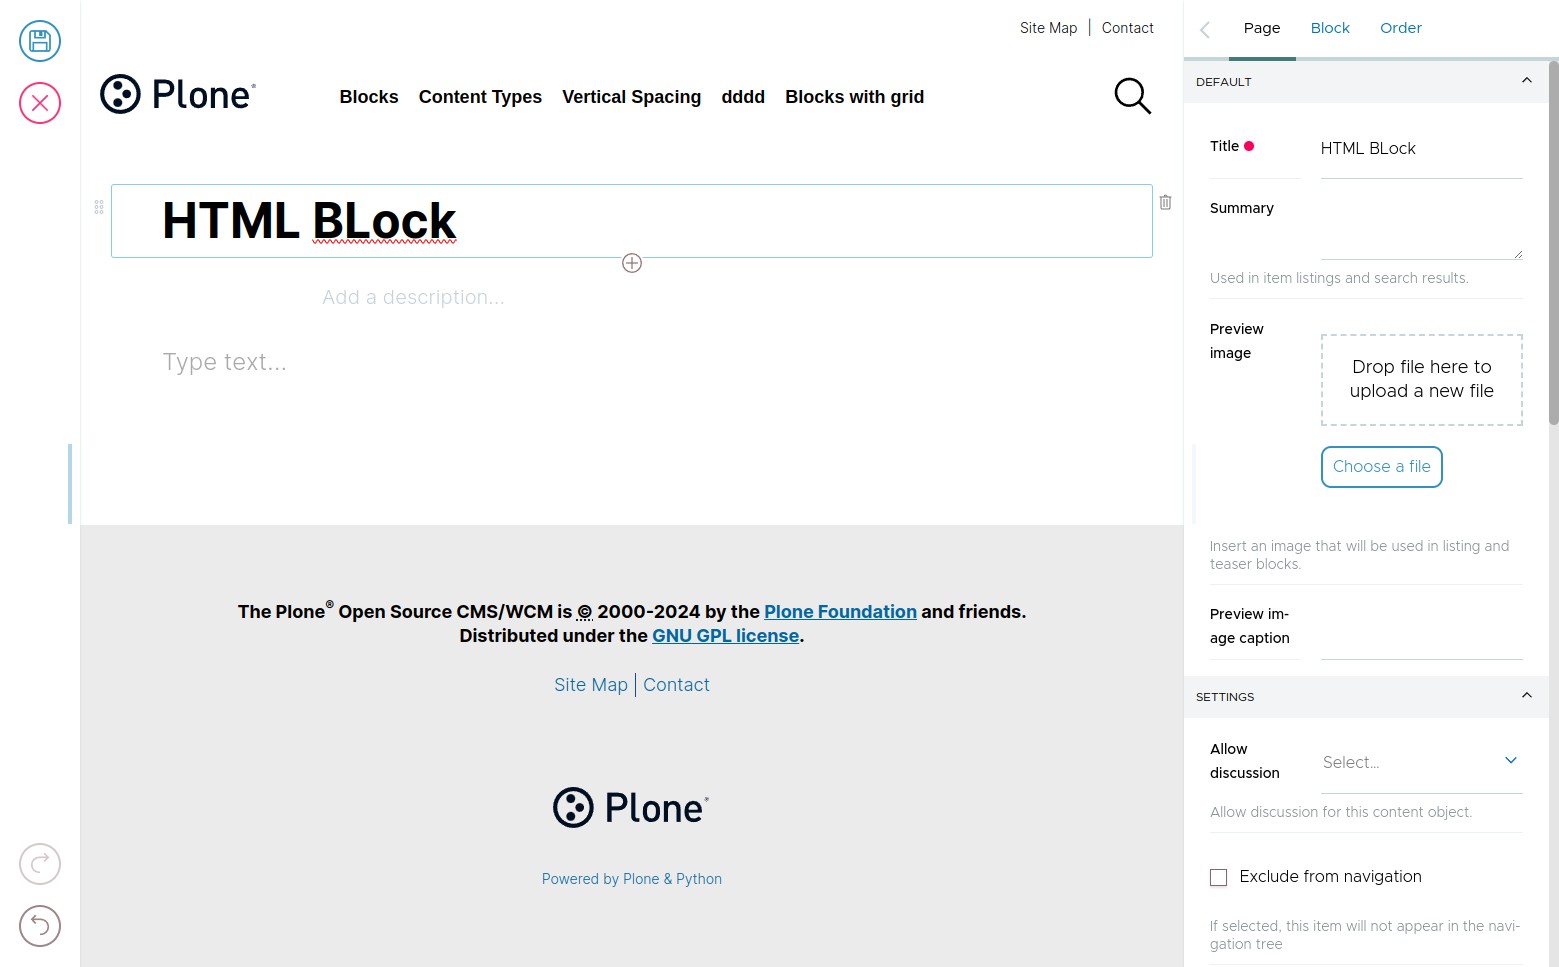 Site Map | Contact
Plone®
Blocks Content Types Vertical Spacing dddd Blocks with grid
HTML BLock
Add a description...
Type text...
The Plone® Open Source CMS/WCM is © 2000-2024 by the Plone Foundation and friends.
Distributed under the GNU GPL license.
Site Map | Contact
Plone®
Powered by Plone & Python
Page Block Order
DEFAULT
Title HTML BLock
Summary
Used in item listings and search results.
Preview
image
Drop file here to
upload a new file
Choose a file
Insert an image that will be used in listing and
teaser blocks.
Preview im-
age caption
SETTINGS
Allow
discussion
Select...
Allow discussion for this content object.
Exclude from navigation
If selected, this item will not appear in the navi-
gation tree